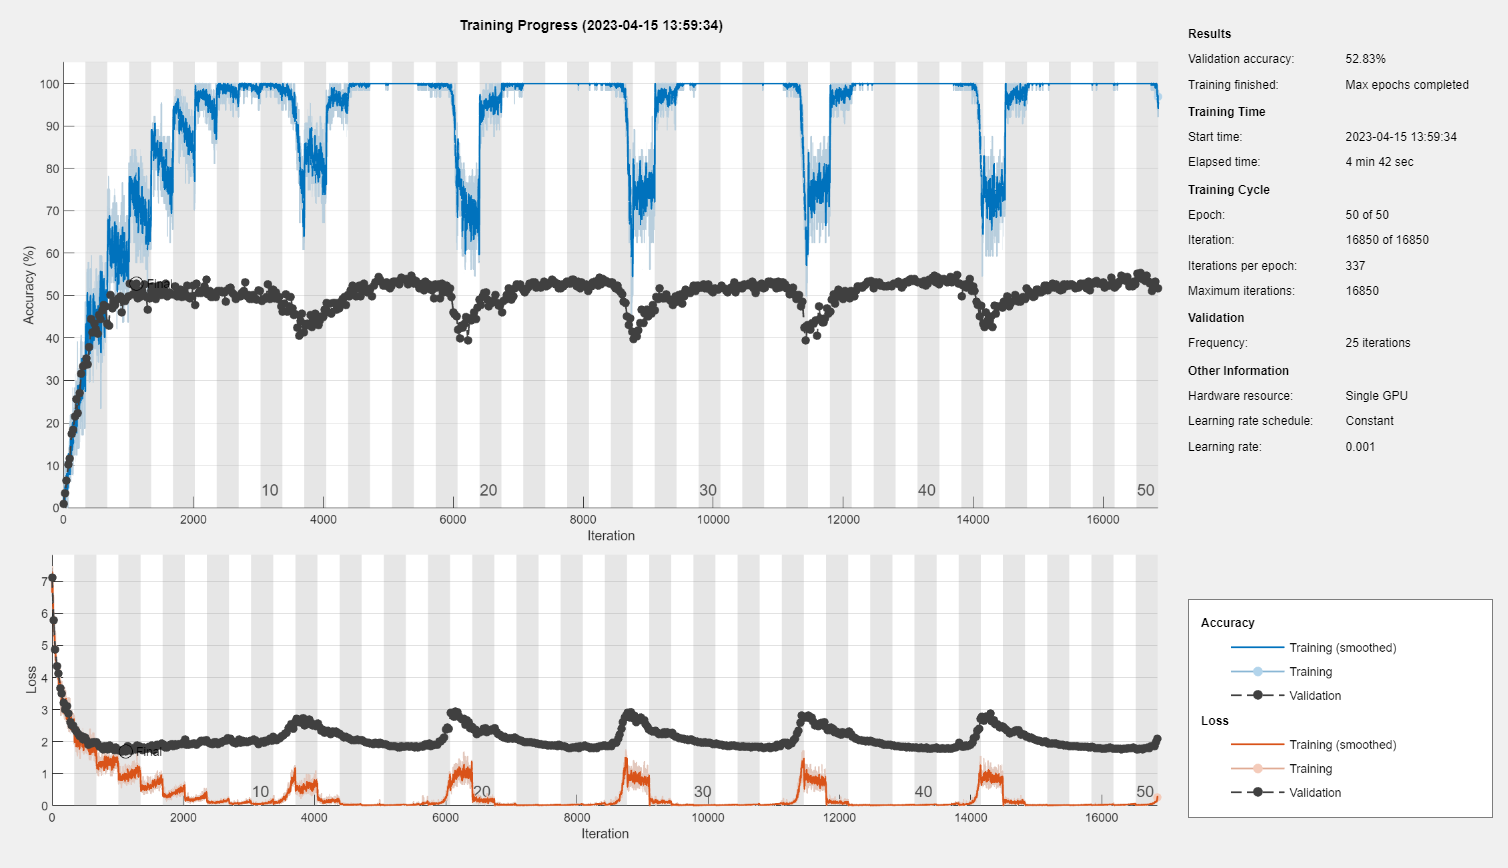 Training Progress (2023-04-15 13:59:34)
Accuracy (%)
100
90
80
70
60
50
40
30
20
10
0
Final
10
20
30
40
50
0
2000
4000
6000
8000
10000
12000
14000
16000
Iteration
Loss
7
6
5
4
3
2
1
0
Final
10
20
30
40
50
0
2000
4000
6000
8000
10000
12000
14000
16000
Iteration
Results
Validation accuracy: 52.83%
Training finished: Max epochs completed
Training Time
Start time: 2023-04-15 13:59:34
Elapsed time: 4 min 42 sec
Training Cycle
Epoch: 50 of 50
Iteration: 16850 of 16850
Iterations per epoch: 337
Maximum iterations: 16850
Validation
Frequency: 25 iterations
Other Information
Hardware resource: Single GPU
Learning rate schedule: Constant
Learning rate: 0.001
Accuracy
Training (smoothed)
Training
Validation
Loss
Training (smoothed)
Training
Validation